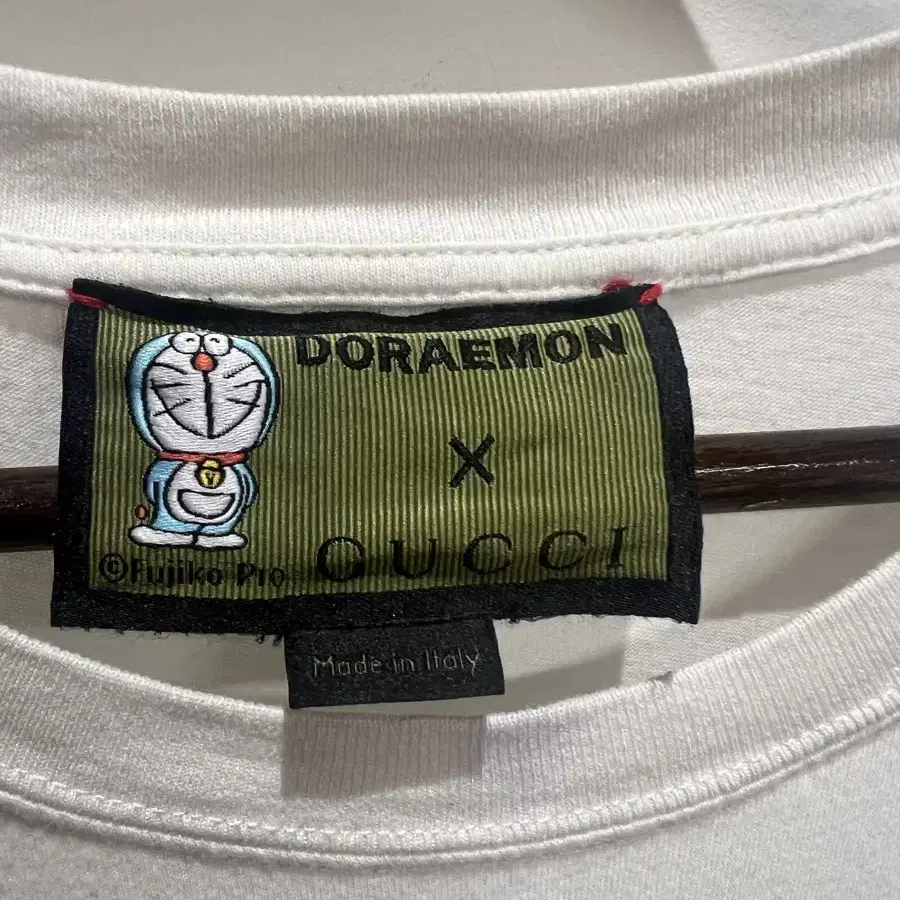 DORAEMON
X
©Fujiko Pro
GUCCI
Made in Italy